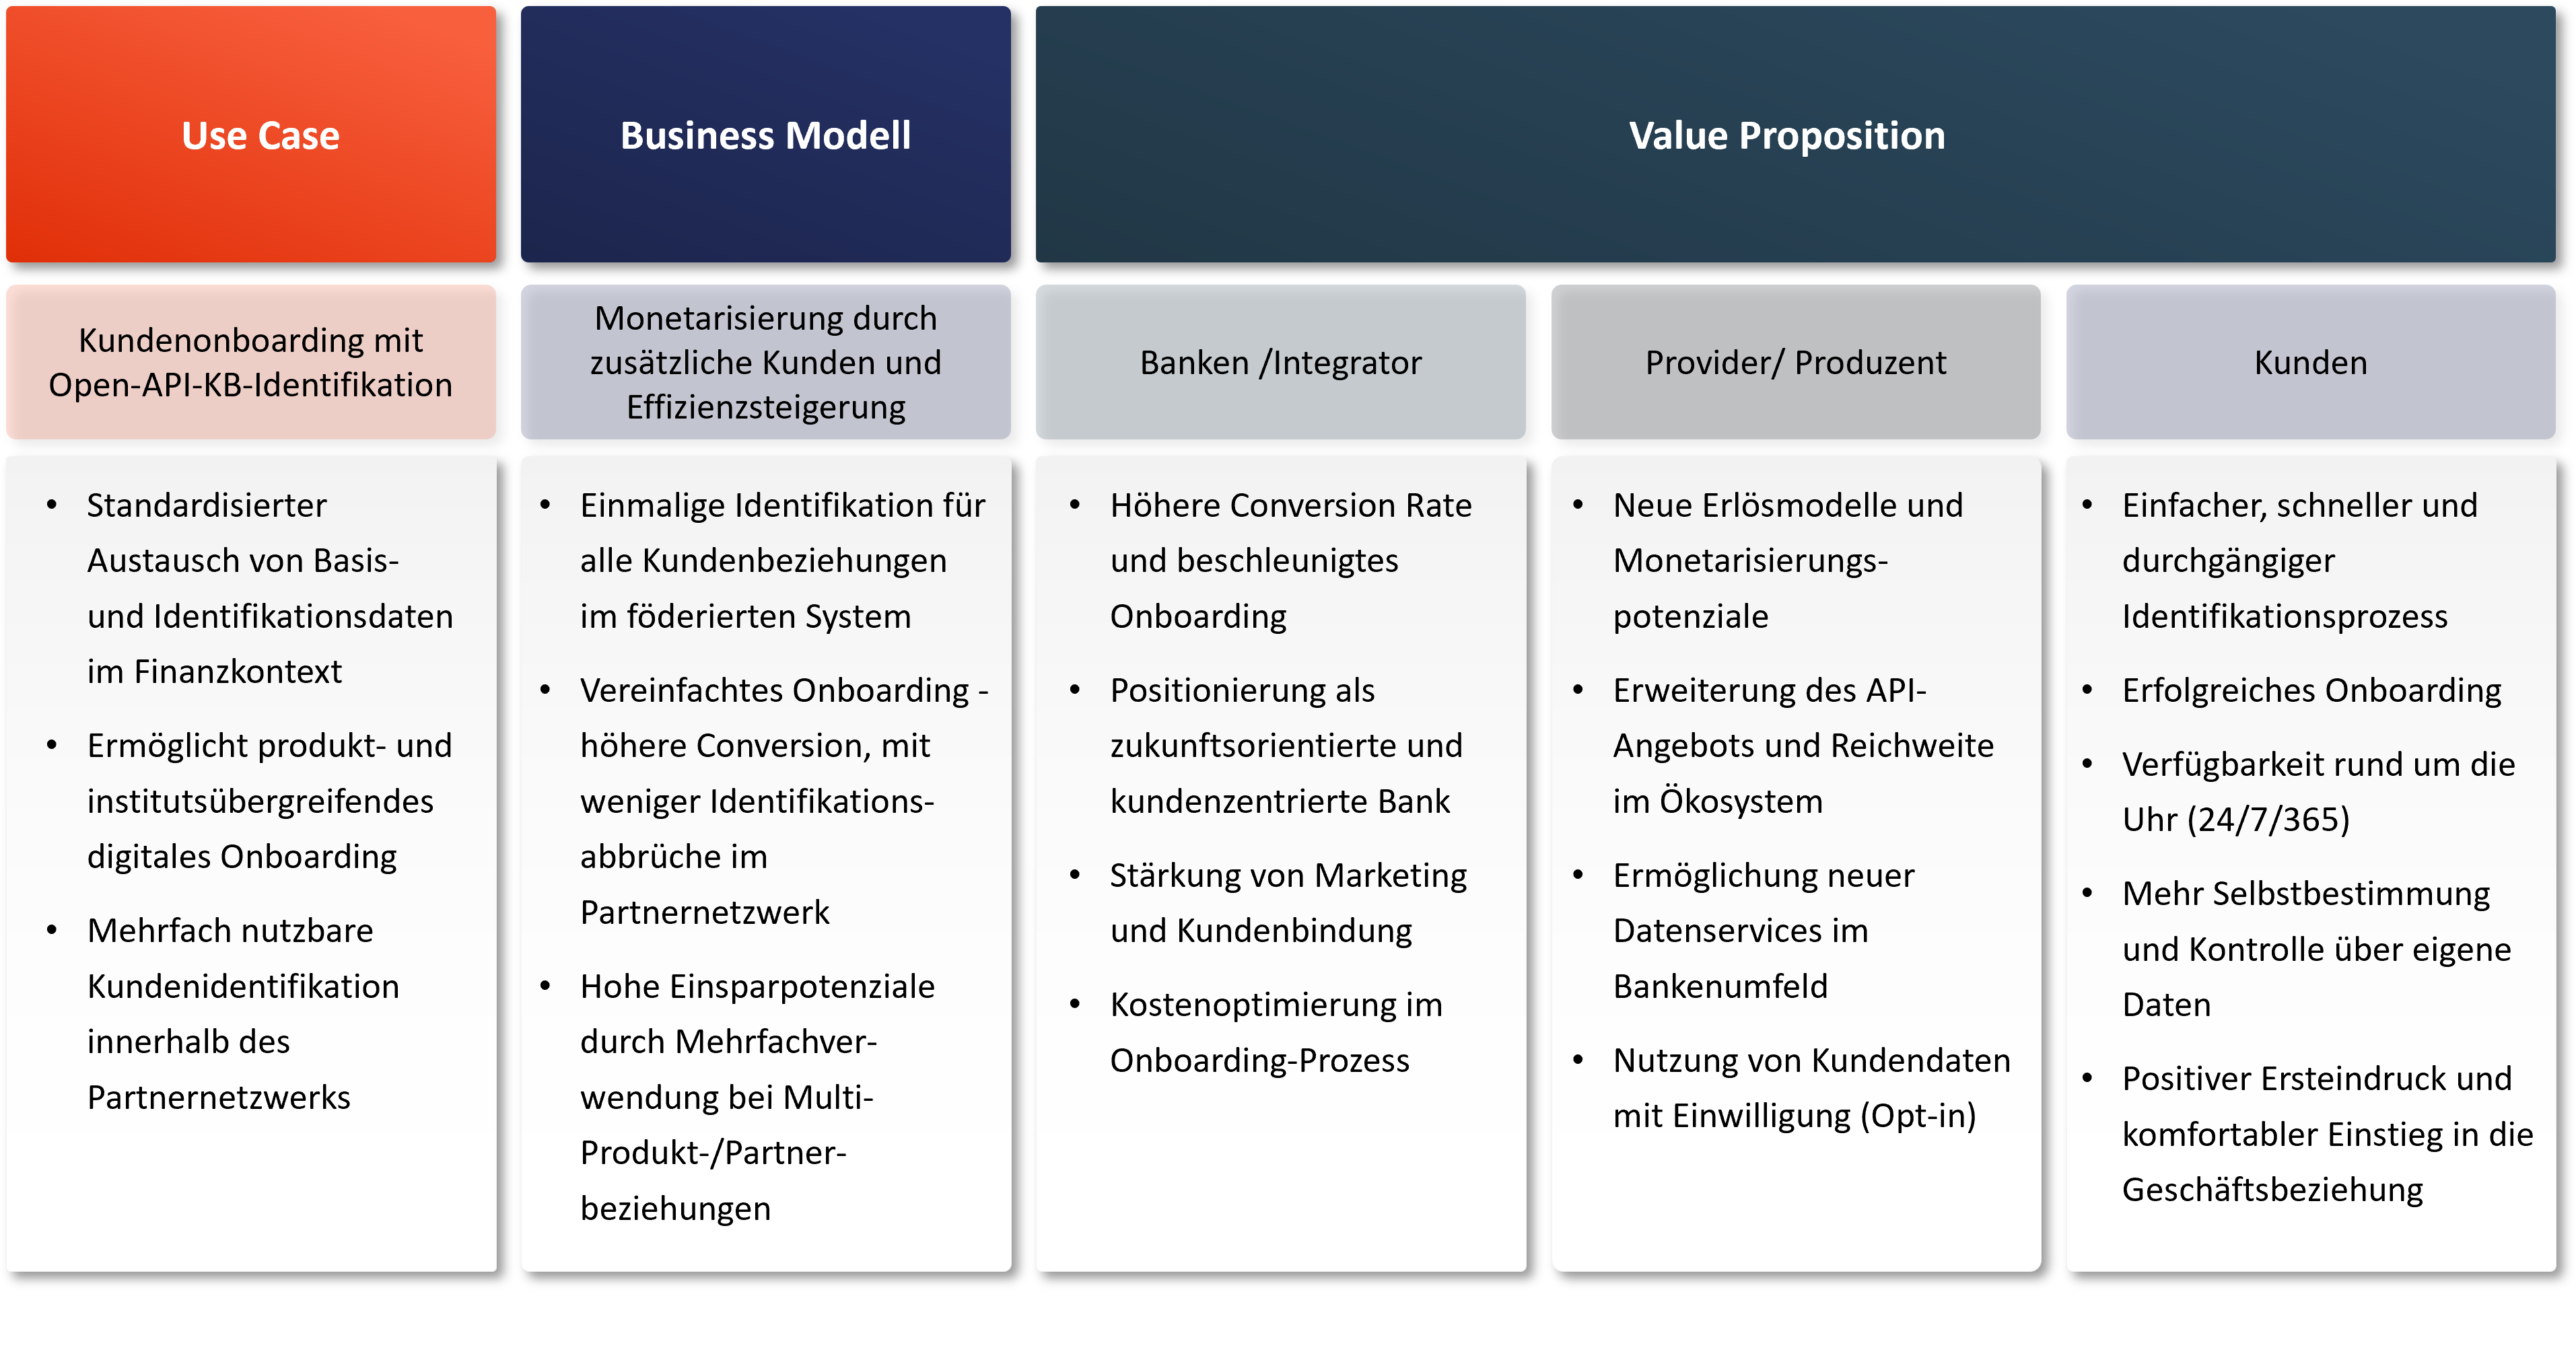 Use Case
Business Modell
Value Proposition
Kundenonboarding mit
Open-API-KB-Identifikation
Monetarisierung durch
zusätzliche Kunden und
Effizienzsteigerung
Banken /Integrator
Provider/ Produzent
Kunden
• Standardisierter
Austausch von Basis-
und Identifikationsdaten
im Finanzkontext
• Ermöglicht produkt- und
institutsübergreifendes
digitales Onboarding
• Mehrfach nutzbare
Kundenidentifikation
innerhalb des
Partnernetzwerks
• Einmalige Identifikation für
alle Kundenbeziehungen
im föderierten System
• Vereinfachtes Onboarding -
höhere Conversion, mit
weniger Identifikations-
abbrüche im
Partnernetzwerk
• Hohe Einsparpotenziale
durch Mehrfachver-
wendung bei Multi-
Produkt-/Partner-
beziehungen
• Höhere Conversion Rate
und beschleunigtes
Onboarding
• Positionierung als
zukunftsorientierte und
kundenzentrierte Bank
• Stärkung von Marketing
und Kundenbindung
• Kostenoptimierung im
Onboarding-Prozess
• Neue Erlösmodelle und
Monetarisierungs-
potenziale
• Erweiterung des API-
Angebots und Reichweite
im Ökosystem
• Ermöglichung neuer
Datenservices im
Bankenumfeld
• Nutzung von Kundendaten
mit Einwilligung (Opt-in)
• Einfacher, schneller und
durchgängiger
Identifikationsprozess
• Erfolgreiches Onboarding
• Verfügbarkeit rund um die
Uhr (24/7/365)
• Mehr Selbstbestimmung
und Kontrolle über eigene
Daten
• Positiver Ersteindruck und
komfortabler Einstieg in die
Geschäftsbeziehung